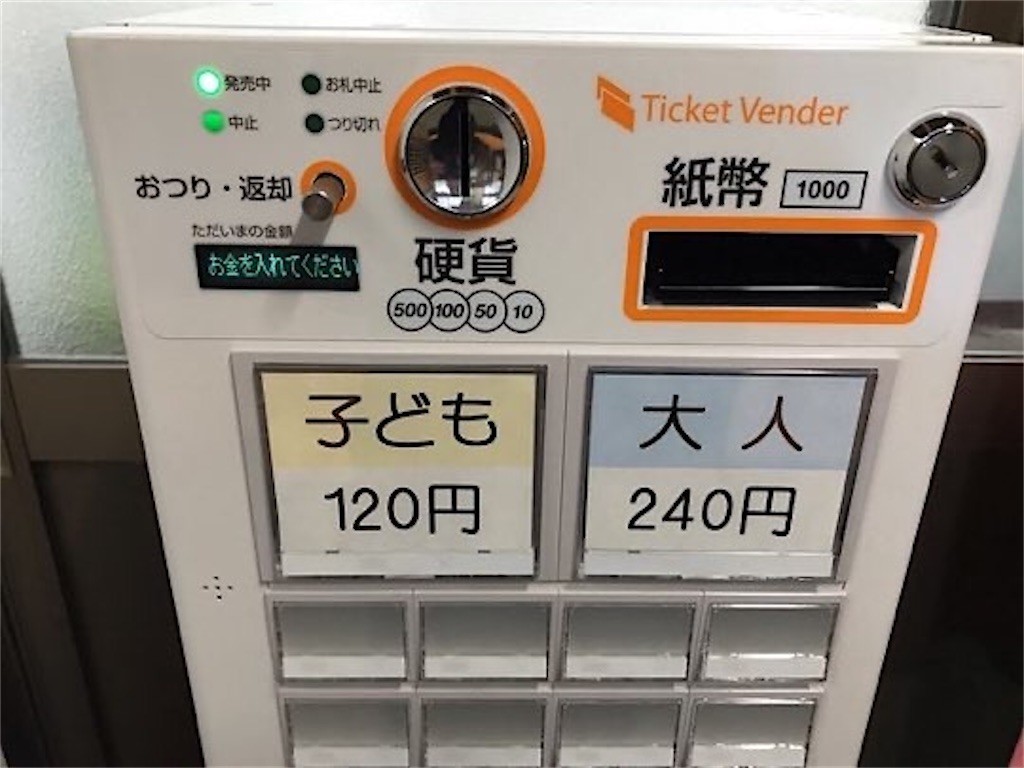 発売中 お札中止
中止 つり切れ
Ticket Vender
おつり・返却
紙幣 1000
ただいまの金額
お金を入れてください
硬貨
500 100 50 10
子ども
120円
大人
240円